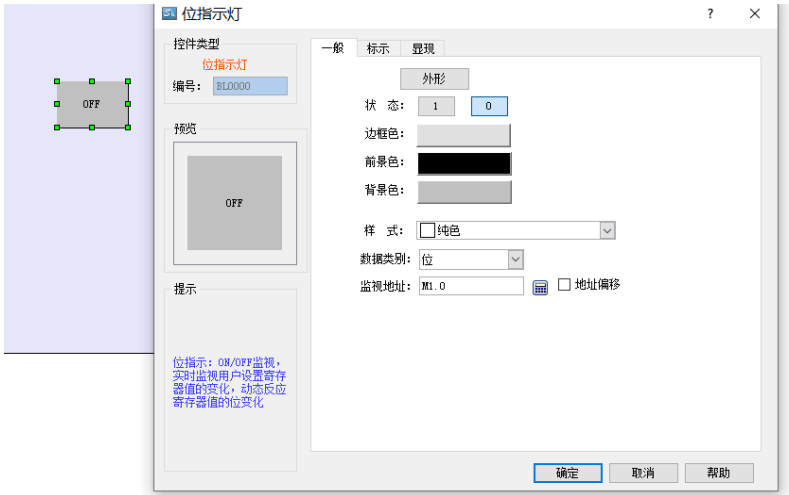 位指示灯
?
控件类型
位指示灯
编号: BL0000
预览
OFF
OFF
提示
位指示: ON/OFF监视,
实时监视用户设置寄存
器值的变化, 动态反应
寄存器值的位变化
一般 标示 显现
外形
状 态: 1 0
边框色:
前景色:
背景色:
样 式: 纯色
数据类别: 位
监视地址: M1.0 地址偏移
确定 取消 帮助